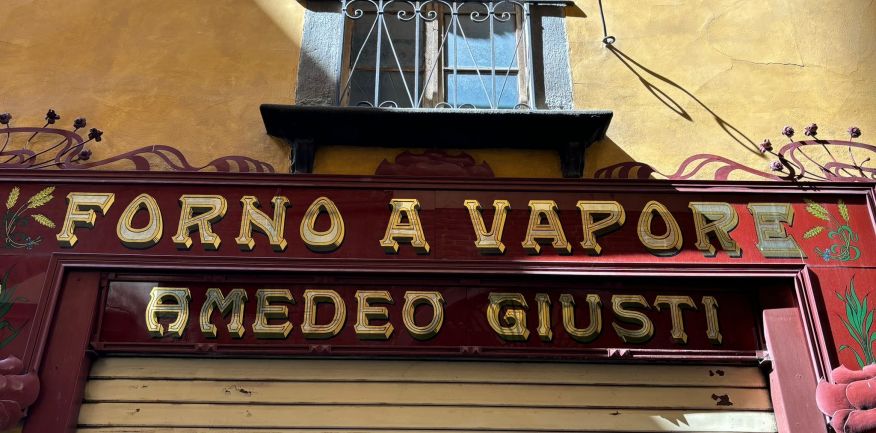 FORNO A VAPORE
AMEDEO GIUSTI